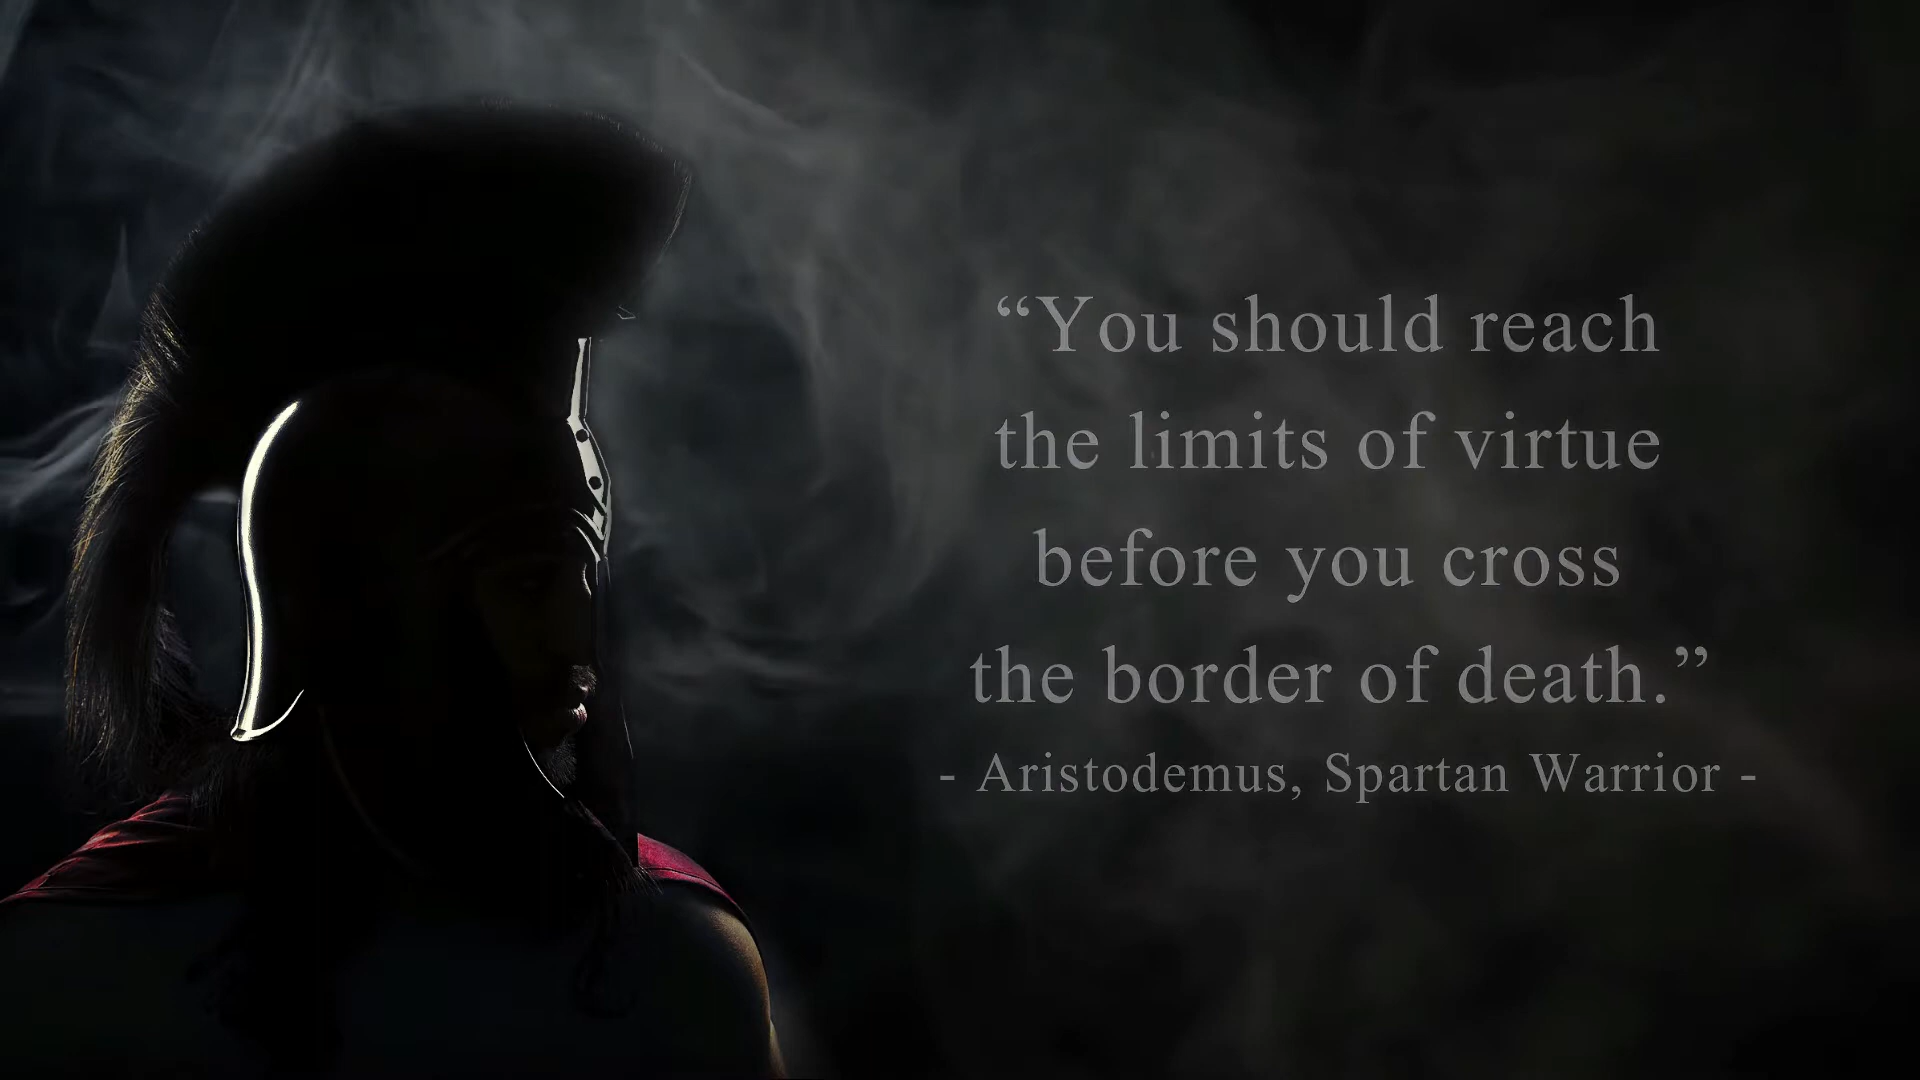 “You should reach
the limits of virtue
before you cross
the border of death.”
- Aristodemus, Spartan Warrior -